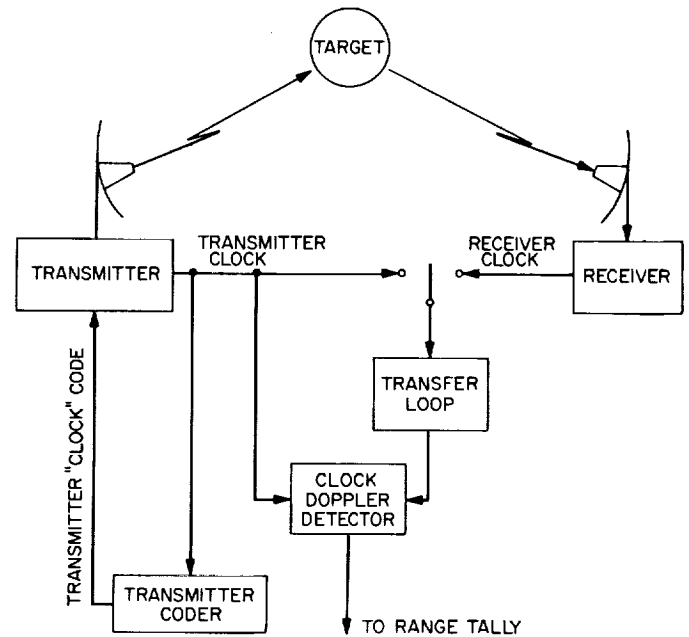 TARGET
TRANSMITTER
CLOCK
RECEIVER
CLOCK
TRANSMITTER
RECEIVER
TRANSMITTER "CLOCK" CODE
TRANSFER
LOOP
CLOCK
DOPPLER
DETECTOR
TRANSMITTER
CODER
TO RANGE TALLY